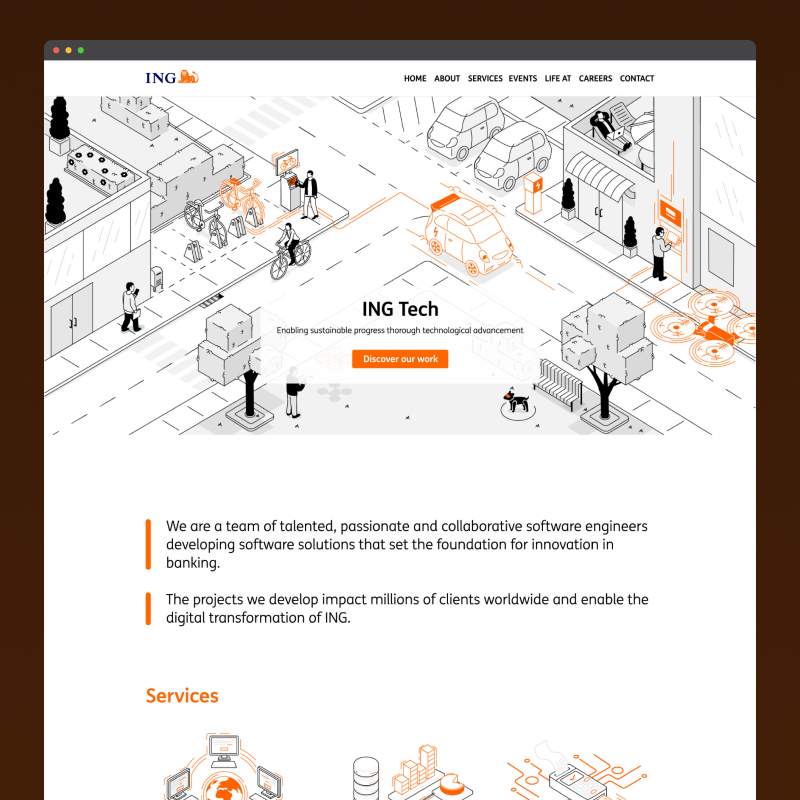 ING
HOME ABOUT SERVICES EVENTS LIFE AT CAREERS CONTACT
ING Tech
Enabling sustainable progress thorough technological advancement
Discover our work
We are a team of talented, passionate and collaborative software engineers
developing software solutions that set the foundation for innovation in
banking.
The projects we develop impact millions of clients worldwide and enable the
digital transformation of ING.
Services